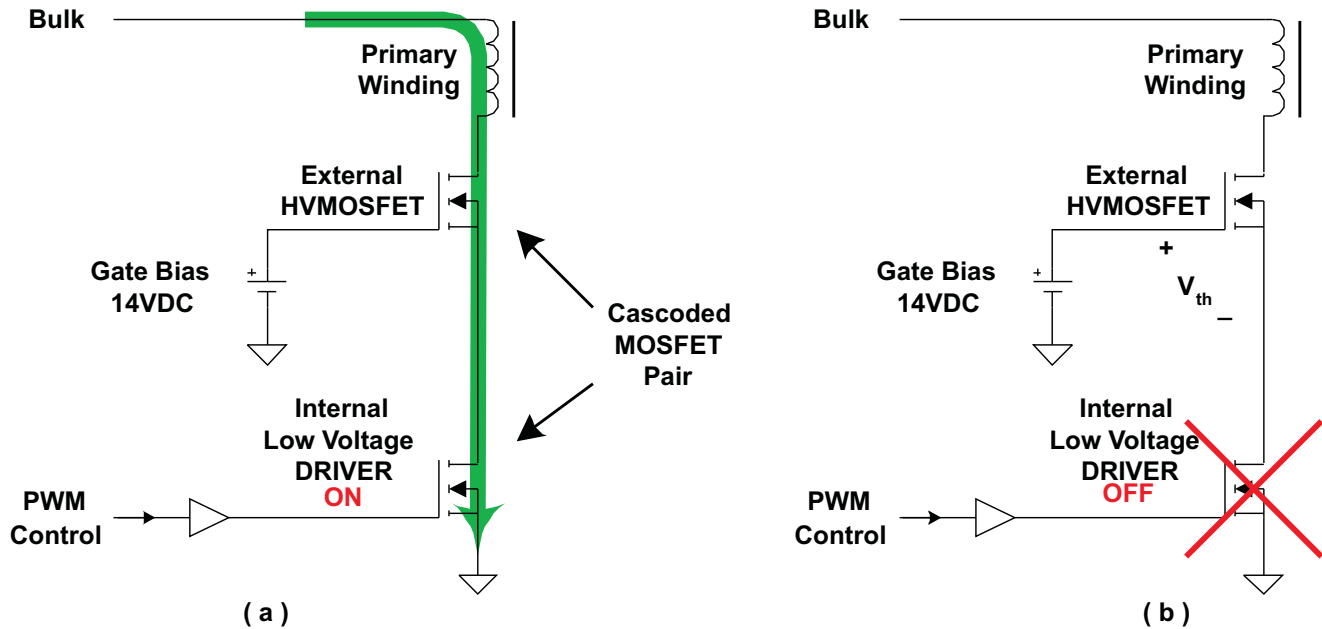 Bulk
Primary
Winding
External
HVMOSFET
+
Gate Bias
14VDC
Cascoded
MOSFET
Pair
Internal
Low Voltage
DRIVER
ON
PWM
Control
( a )
Bulk
Primary
Winding
External
HVMOSFET
+
Vth
–
+
Gate Bias
14VDC
Internal
Low Voltage
DRIVER
OFF
PWM
Control
( b )